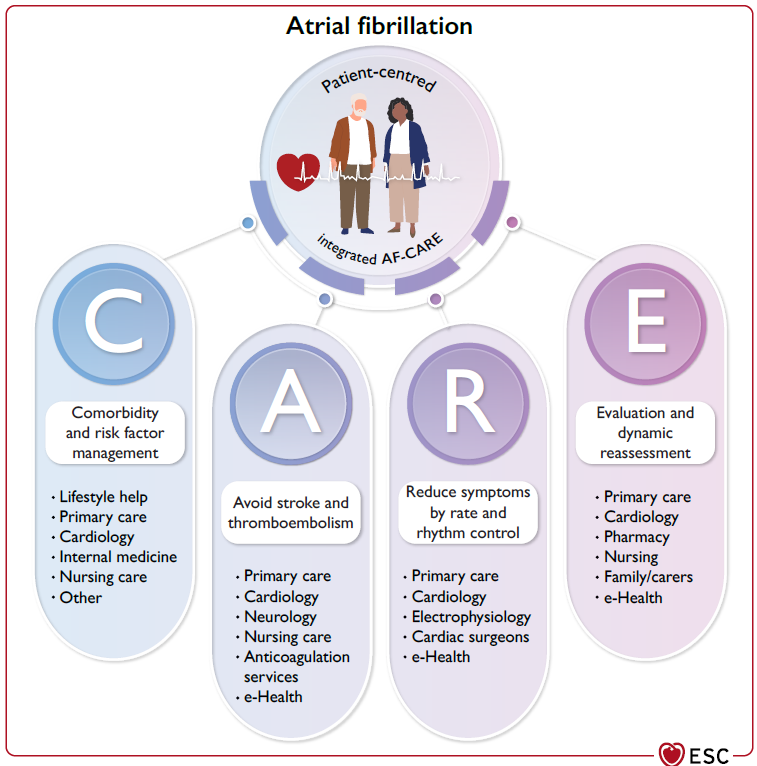 Atrial fibrillation
Patient-centred
integrated AF-CARE
C
Comorbidity
and risk factor
management
· Lifestyle help
· Primary care
· Cardiology
· Internal medicine
· Nursing care
· Other
A
Avoid stroke and
thromboembolism
· Primary care
· Cardiology
· Neurology
· Nursing care
· Anticoagulation
services
· e-Health
R
Reduce symptoms
by rate and
rhythm control
· Primary care
· Cardiology
· Electrophysiology
· Cardiac surgeons
· e-Health
E
Evaluation and
dynamic
reassessment
· Primary care
· Cardiology
· Pharmacy
· Nursing
· Family/carers
· e-Health
ESC